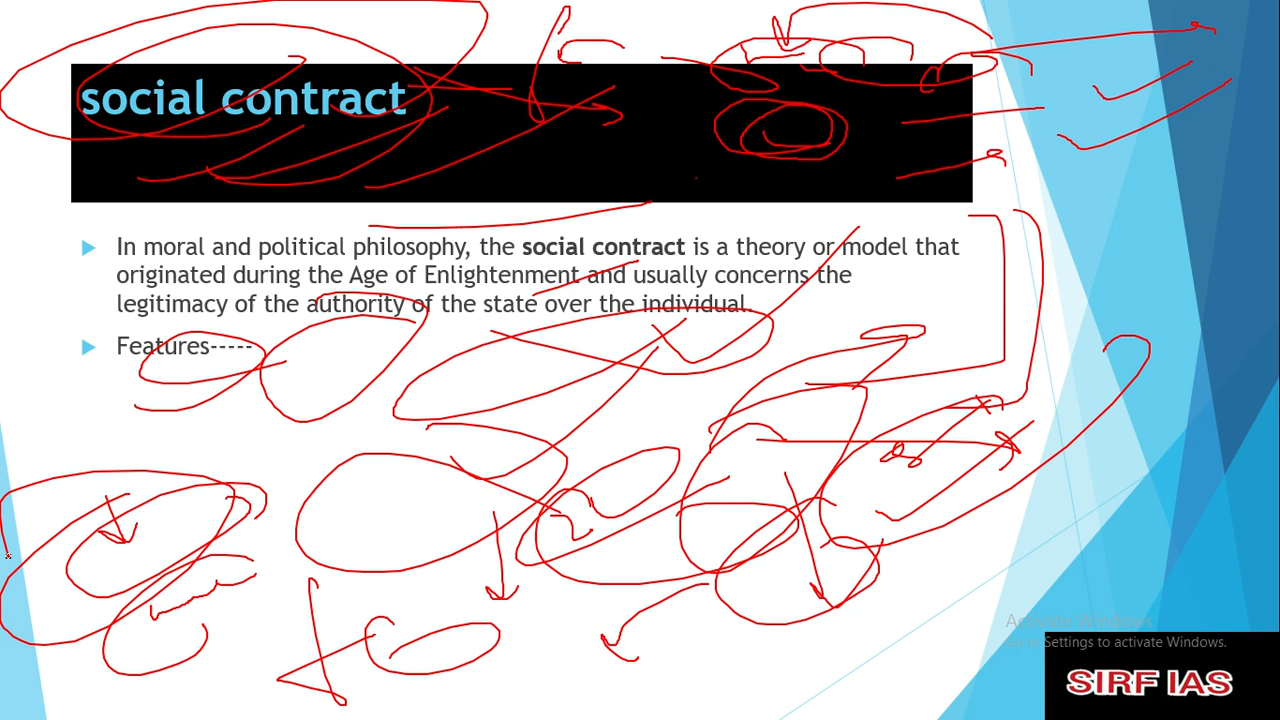 social contract
In moral and political philosophy, the social contract is a theory or model that
originated during the Age of Enlightenment and usually concerns the
legitimacy of the authority of the state over the individual.
Features-----
Activate Windows
Settings to activate Windows.
SIRF IAS